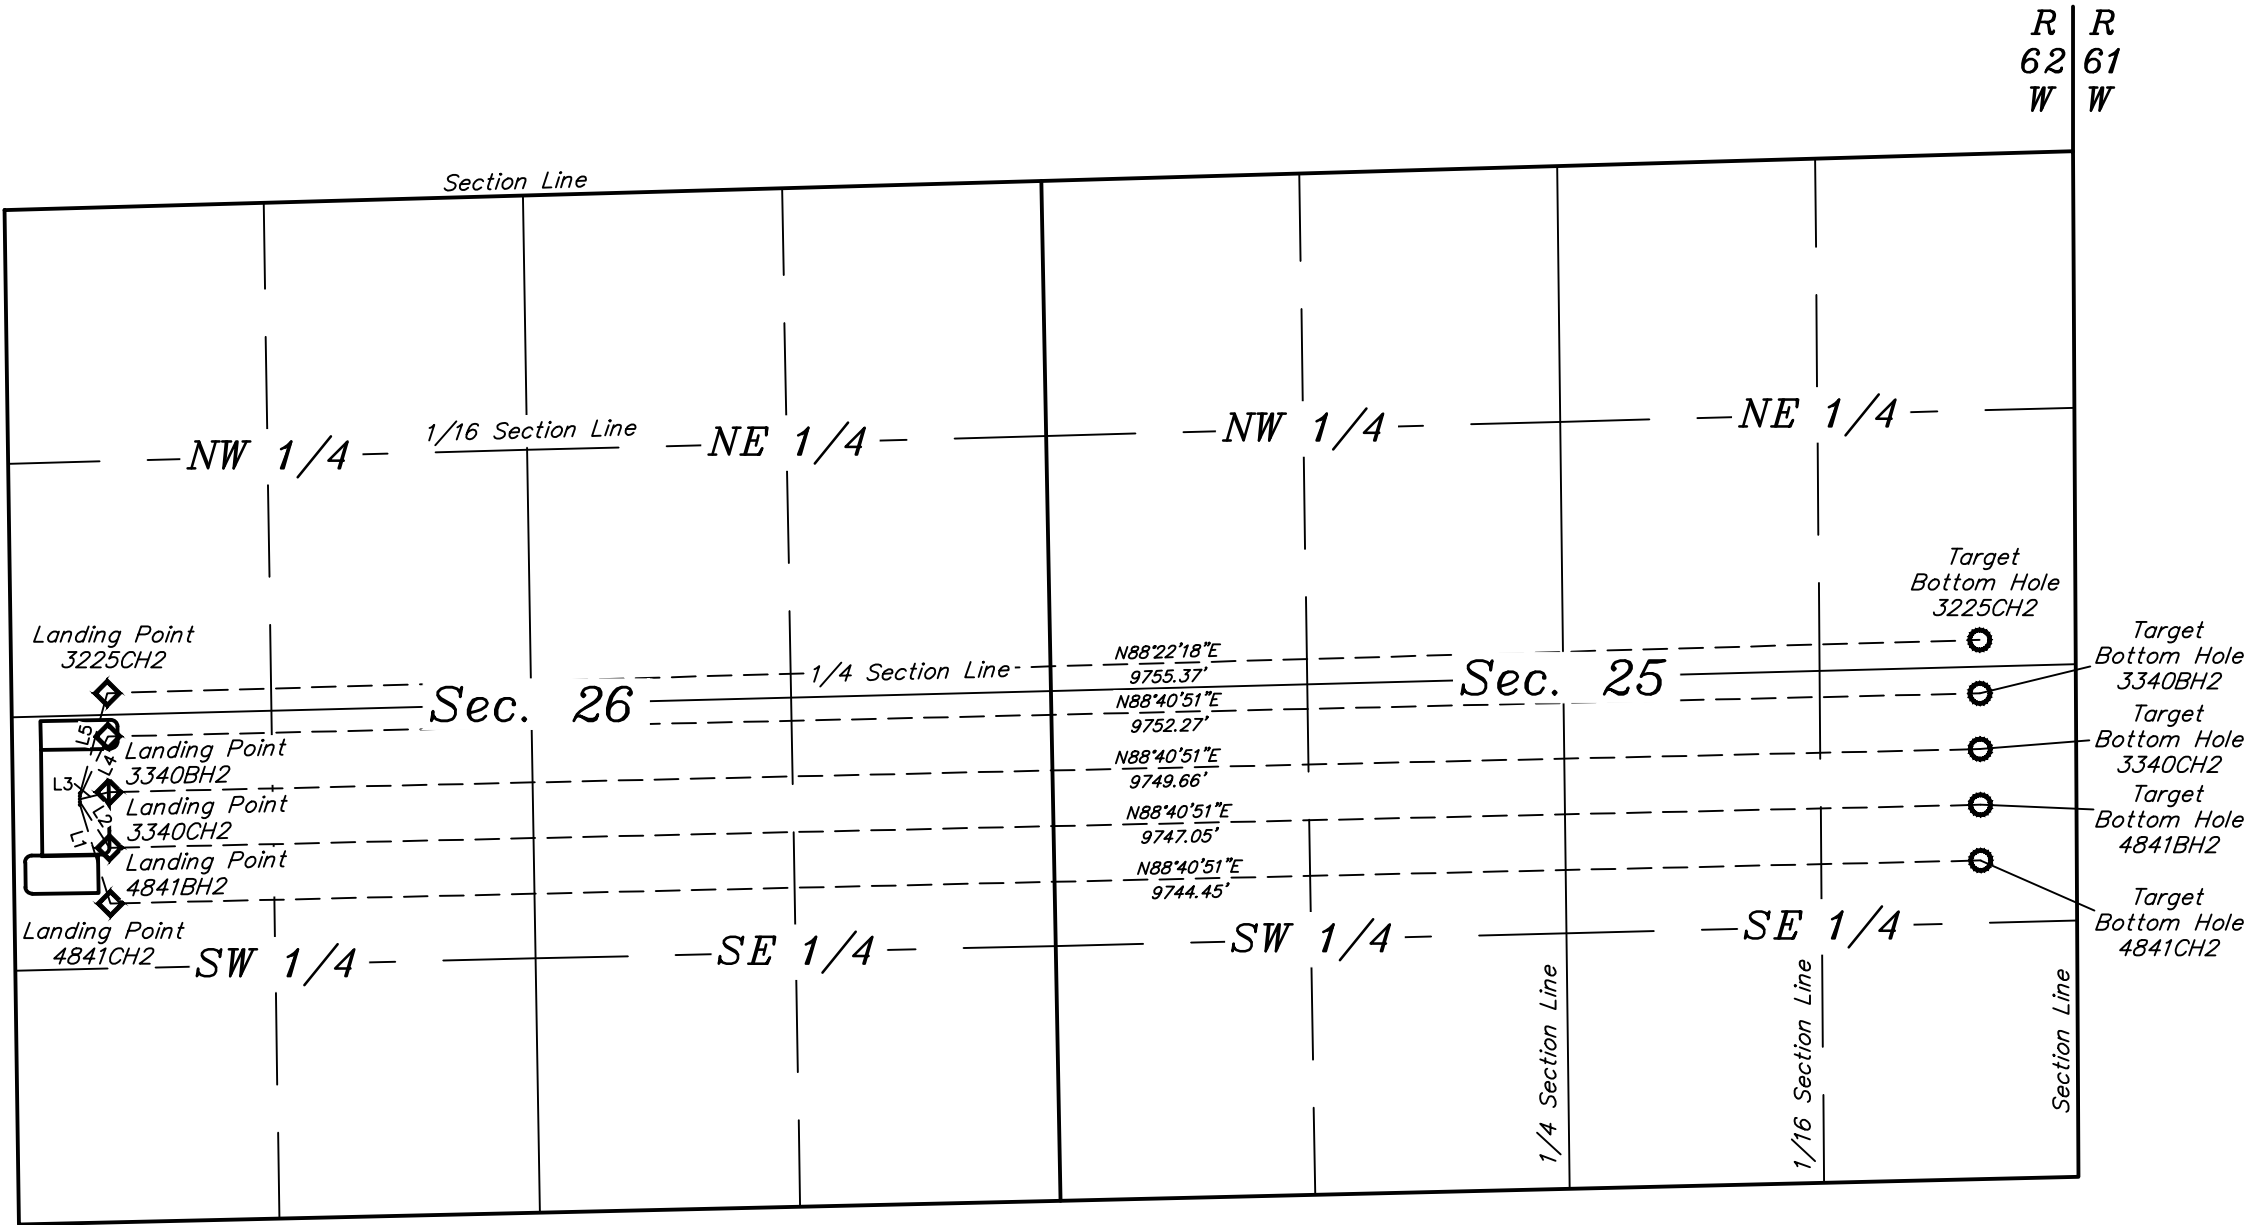 R R
62 61
W W
Section Line
NW 1/4
1/16 Section Line
NE 1/4
NW 1/4
NE 1/4
Target
Bottom Hole
3225CH2
Landing Point
3225CH2
Target
Bottom Hole
3340BH2
N88°22'18"E
9755.37'
1/4 Section Line
Sec. 26
Sec. 25
N88°40'51"E
9752.27'
Target
Bottom Hole
3340CH2
L5
L4
L3
L2
L1
Landing Point
3340BH2
N88°40'51"E
9749.66'
Landing Point
3340CH2
N88°40'51"E
9747.05'
Target
Bottom Hole
4841BH2
Landing Point
4841BH2
N88°40'51"E
9744.45'
Target
Bottom Hole
4841CH2
Landing Point
4841CH2
SW 1/4
SE 1/4
SW 1/4
SE 1/4
1/4 Section Line
1/16 Section Line
Section Line